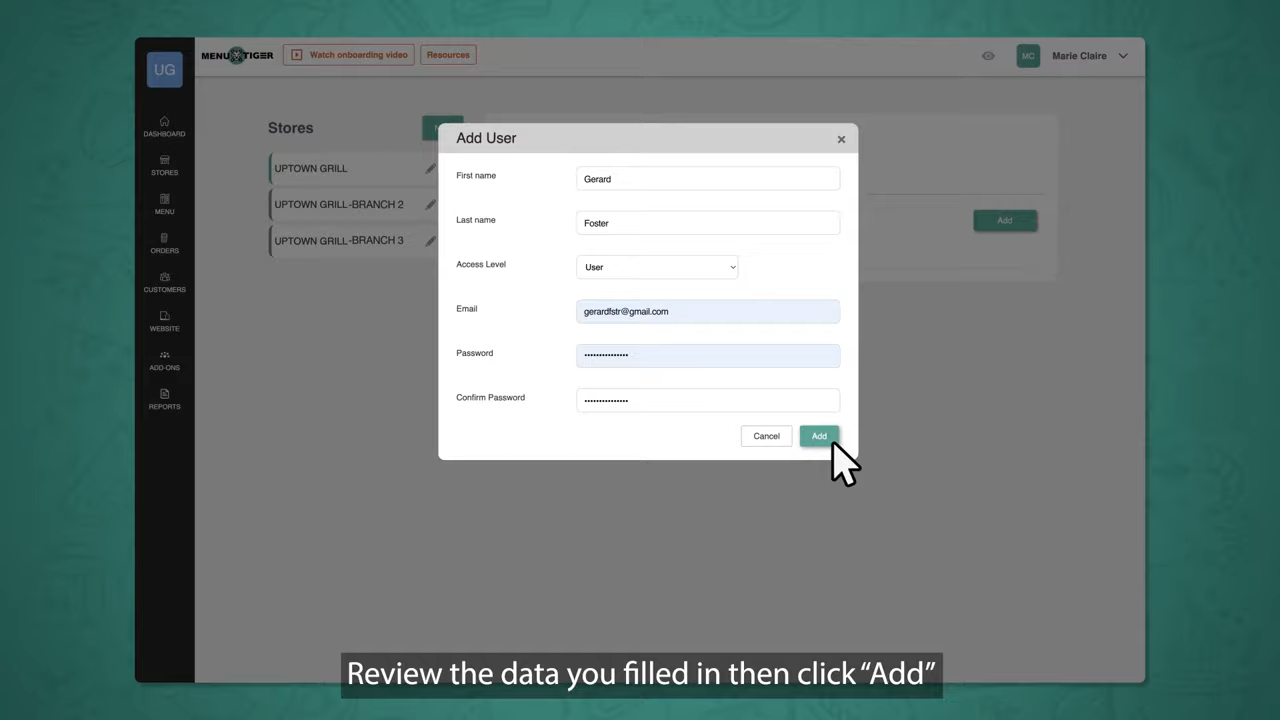 UG
MENU TIGER
Watch onboarding video
Resources
MC
Marie Claire
DASHBOARD
STORES
MENU
ORDERS
CUSTOMERS
WEBSITE
ADD-ONS
REPORTS
Stores
UPTOWN GRILL
UPTOWN GRILL-BRANCH 2
UPTOWN GRILL-BRANCH 3
Add
Add User
×
First name
Gerard
Last name
Foster
Access Level
User
Email
gerardfstr@gmail.com
Password
•••••••••••••••
Confirm Password
•••••••••••••••
Cancel
Add
Review the data you filled in then click “Add”